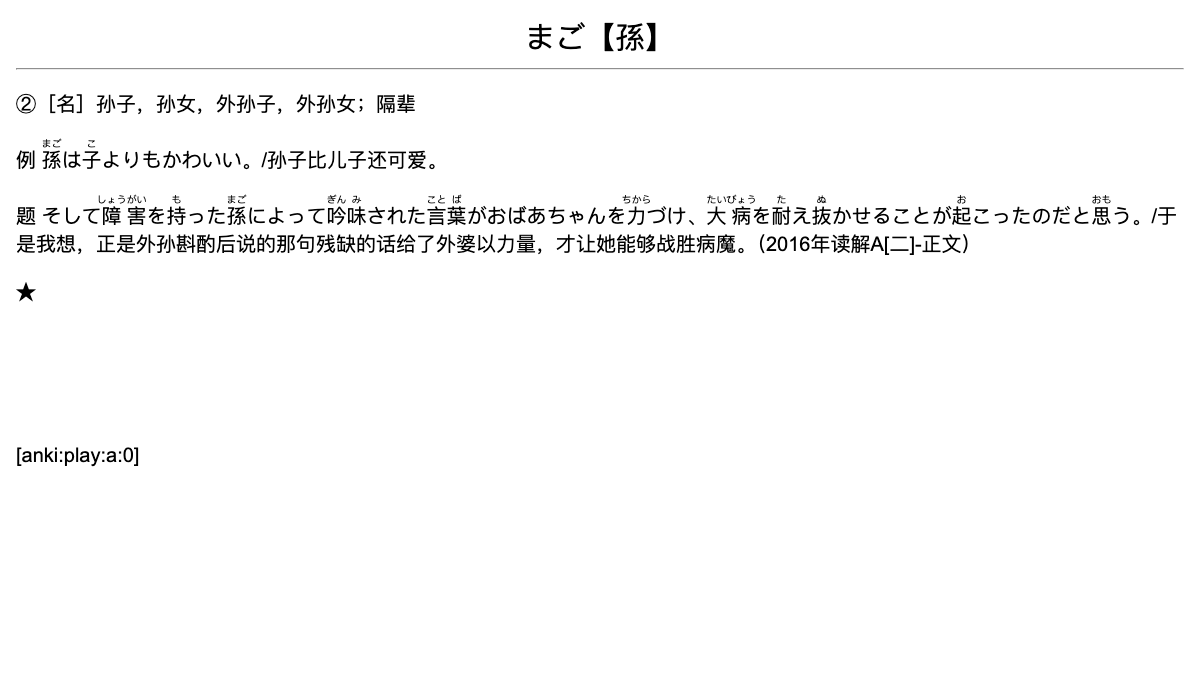 まご【孫】
②［名］孙子，孙女，外孙子，外孙女；隔辈
まご こ
例 孫は子よりもかわいい。/孙子比儿子还可爱。
しょうがい も まご ぎん み こと ば ちから たいびょう た ぬ お おも
题 そして障害を持った孫によって吟味された言葉がおばあちゃんを力づけ、大病を耐え抜かせることが起こったのだと思う。/于
是我想，正是外孙斟酌后说的那句残缺的话给了外婆以力量，才让她能够战胜病魔。（2016年读解A[二]-正文）
★
[anki:play:a:0]